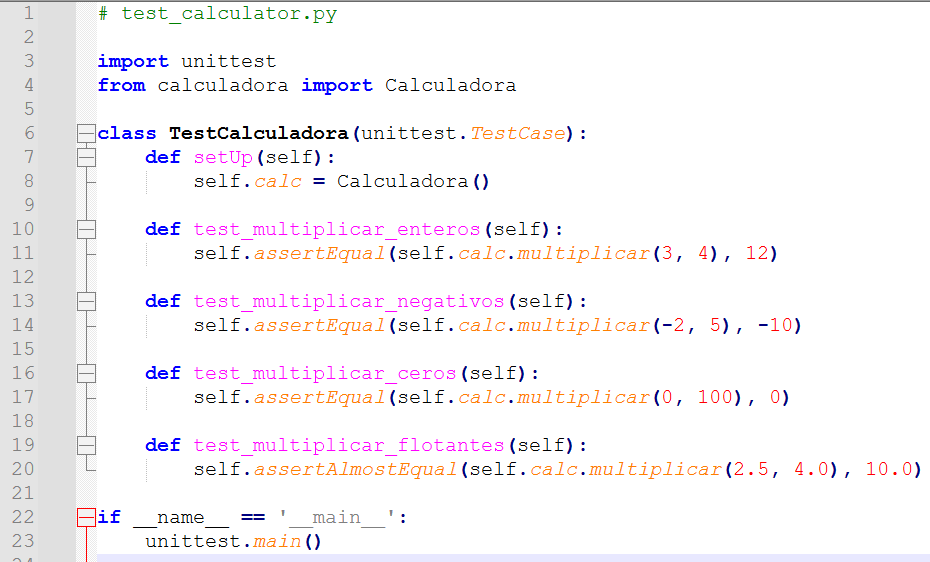 1 # test_calculator.py
2
3 import unittest
4 from calculadora import Calculadora
5
6 class TestCalculadora(unittest.TestCase):
7     def setUp(self):
8         self.calc = Calculadora()
9
10     def test_multiplicar_enteros(self):
11         self.assertEqual(self.calc.multiplicar(3, 4), 12)
12
13     def test_multiplicar_negativos(self):
14         self.assertEqual(self.calc.multiplicar(-2, 5), -10)
15
16     def test_multiplicar_ceros(self):
17         self.assertEqual(self.calc.multiplicar(0, 100), 0)
18
19     def test_multiplicar_flotantes(self):
20         self.assertAlmostEqual(self.calc.multiplicar(2.5, 4.0), 10.0)
21
22 if __name__ == '__main__':
23     unittest.main()